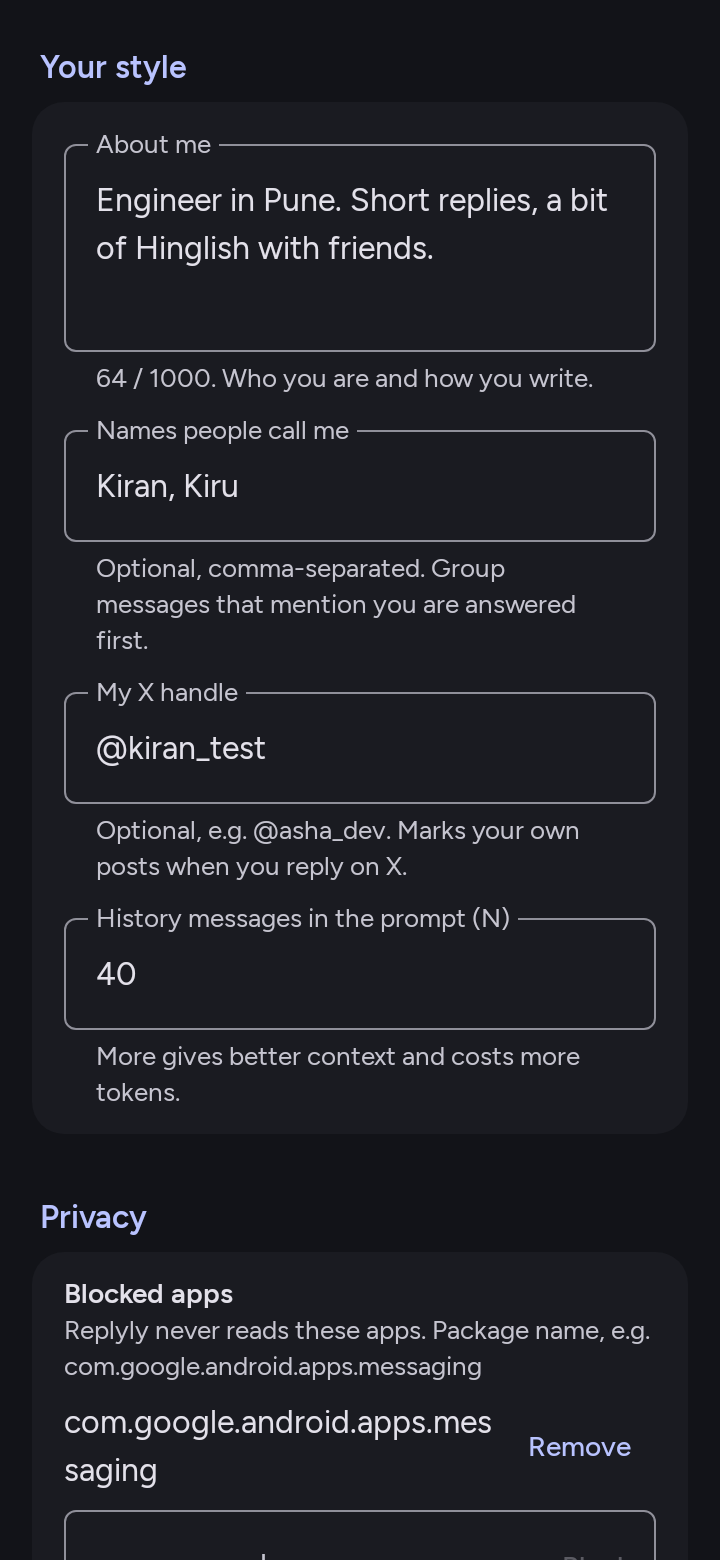 Your style
About me
Engineer in Pune. Short replies, a bit
of Hinglish with friends.
64 / 1000. Who you are and how you write.
Names people call me
Kiran, Kiru
Optional, comma-separated. Group
messages that mention you are answered
first.
My X handle
@kiran_test
Optional, e.g. @asha_dev. Marks your own
posts when you reply on X.
History messages in the prompt (N)
40
More gives better context and costs more
tokens.
Privacy
Blocked apps
Replyly never reads these apps. Package name, e.g.
com.google.android.apps.messaging
com.google.android.apps.mes
saging
Remove